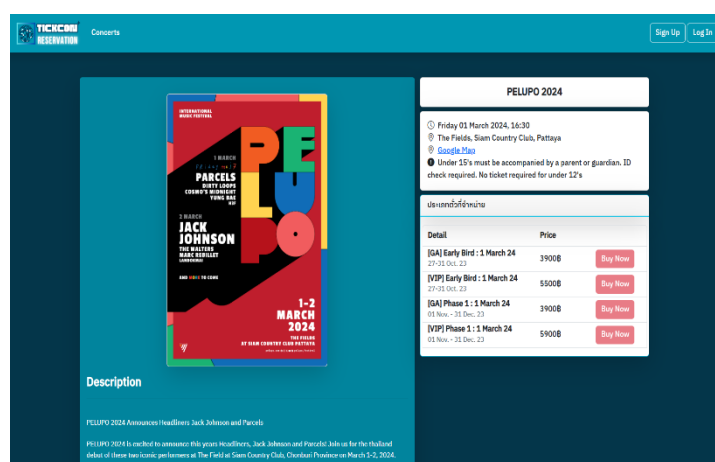 TICKCORI
RESERVATION
Concerts
Sign Up
Log In
INTERNATIONAL
MUSIC FESTIVAL
PELUPO
1 MARCH
PARCELS
DIRTY LOOPS
COSMO'S MIDNIGHT
YUNG BAE
2 MARCH
JACK
JOHNSON
THE WALTERS
MARC REBILLET
LANDOKMAI
AND MORE TO COME
1-2
MARCH
2024
THE FIELDS
AT SIAM COUNTRY CLUB PATTAYA
Description
PELUPO 2024 Announces Headliners Jack Johnson and Parcels
PELUPO 2024 is excited to announce this years Headliners, Jack Johnson and Parcels! Join us for the thailand
debut of these two iconic performers at The Field at Siam Country Club, Chonburi Province on March 1-2, 2024.
PELUPO 2024
Friday 01 March 2024, 16:30
The Fields, Siam Country Club, Pattaya
Google Map
Under 15's must be accompanied by a parent or guardian. ID
check required. No ticket required for under 12's
ประเภทตั๋วที่จำหน่าย
Detail Price
[GA] Early Bird : 1 March 24
27-31 Oct. 23
3900฿ Buy Now
[VIP] Early Bird : 1 March 24
27-31 Oct. 23
5500฿ Buy Now
[GA] Phase 1 : 1 March 24
01 Nov. - 31 Dec. 23
3900฿ Buy Now
[VIP] Phase 1 : 1 March 24
01 Nov. - 31 Dec. 23
5900฿ Buy Now